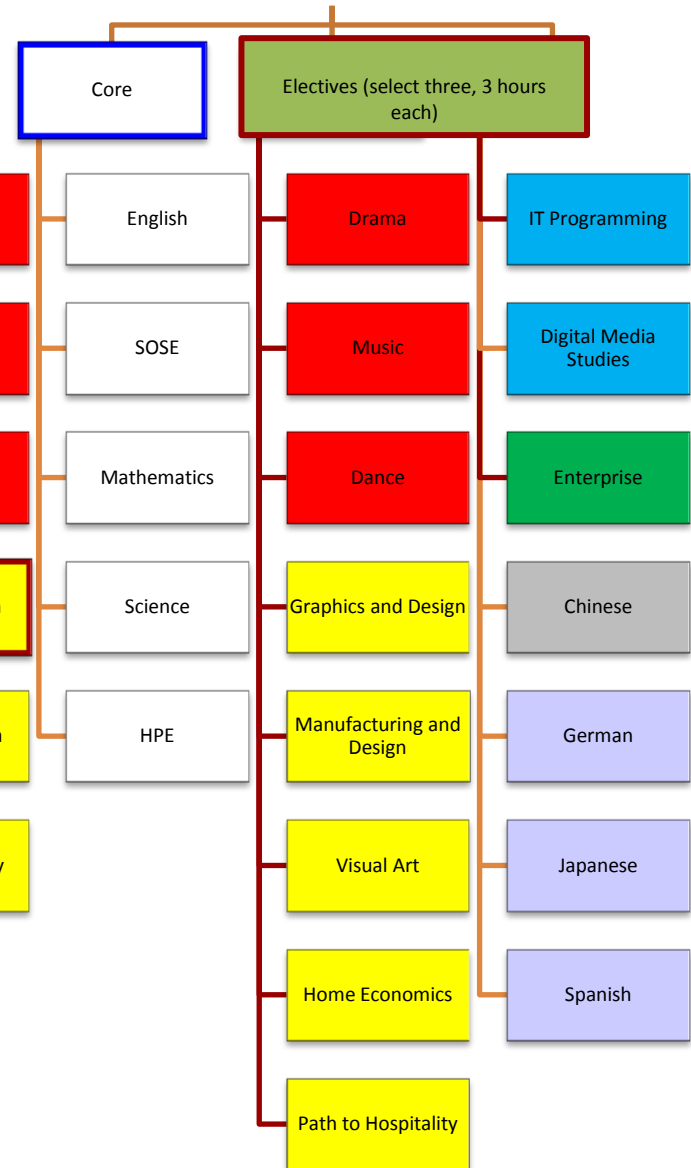 Core
Electives (select three, 3 hours
each)
English
SOSE
Mathematics
Science
HPE
Drama
Music
Dance
Graphics and Design
Manufacturing and
Design
Visual Art
Home Economics
Path to Hospitality
IT Programming
Digital Media
Studies
Enterprise
Chinese
German
Japanese
Spanish